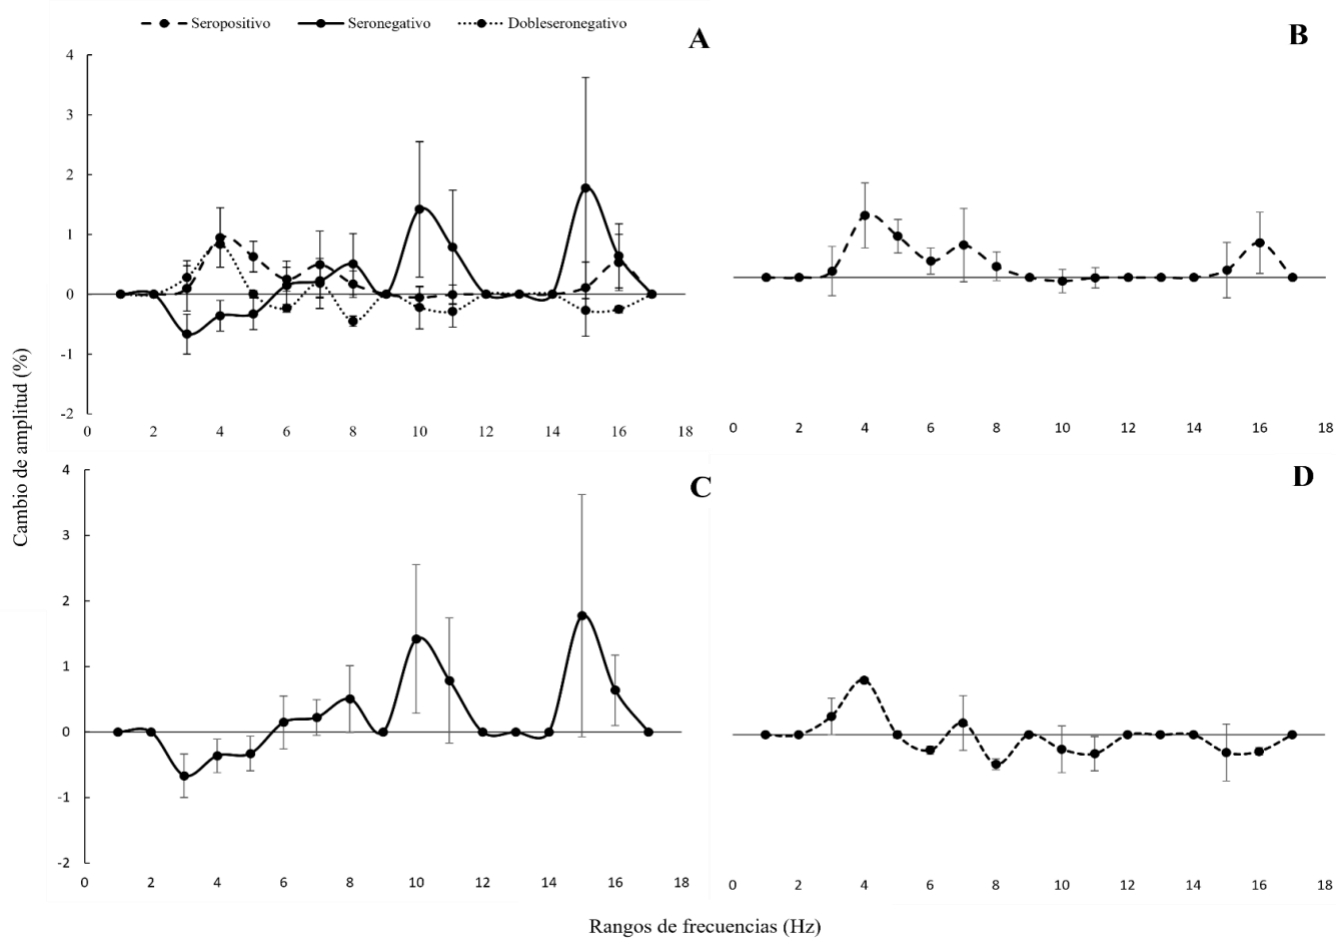 Seropositivo Seronegativo Dobleseronegativo
A
B
4
3
2
1
0
-1
-2
0 2 4 6 8 10 12 14 16 18
0 2 4 6 8 10 12 14 16 18
Cambio de amplitud (%)
C
D
4
3
2
1
0
-1
-2
0 2 4 6 8 10 12 14 16 18
0 2 4 6 8 10 12 14 16 18
Rangos de frecuencias (Hz)